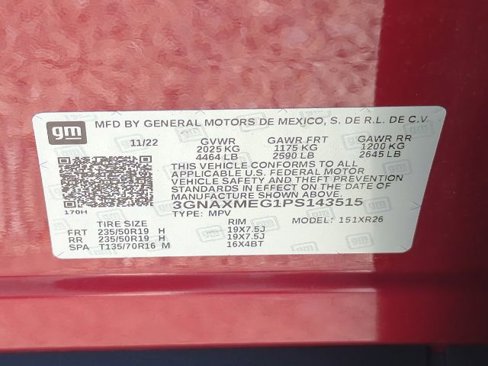 gm
MFD BY GENERAL MOTORS DE MEXICO, S. DE R.L. DE C.V.
11/22 GVWR GAWR FRT GAWR RR
2025 KG 1175 KG 1200 KG
4464 LB 2590 LB 2645 LB
THIS VEHICLE CONFORMS TO ALL
APPLICABLE U.S. FEDERAL MOTOR
VEHICLE SAFETY AND THEFT PREVENTION
STANDARDS IN EFFECT ON THE DATE OF
MANUFACTURE SHOWN ABOVE.
3GNAXMEG1PS143515
170H TYPE: MPV MODEL: 151XR26
TIRE SIZE RIM
FRT 235/50R19 H 19X7.5J
RR 235/50R19 H 19X7.5J
SPA T135/70R16 M 16X4BT